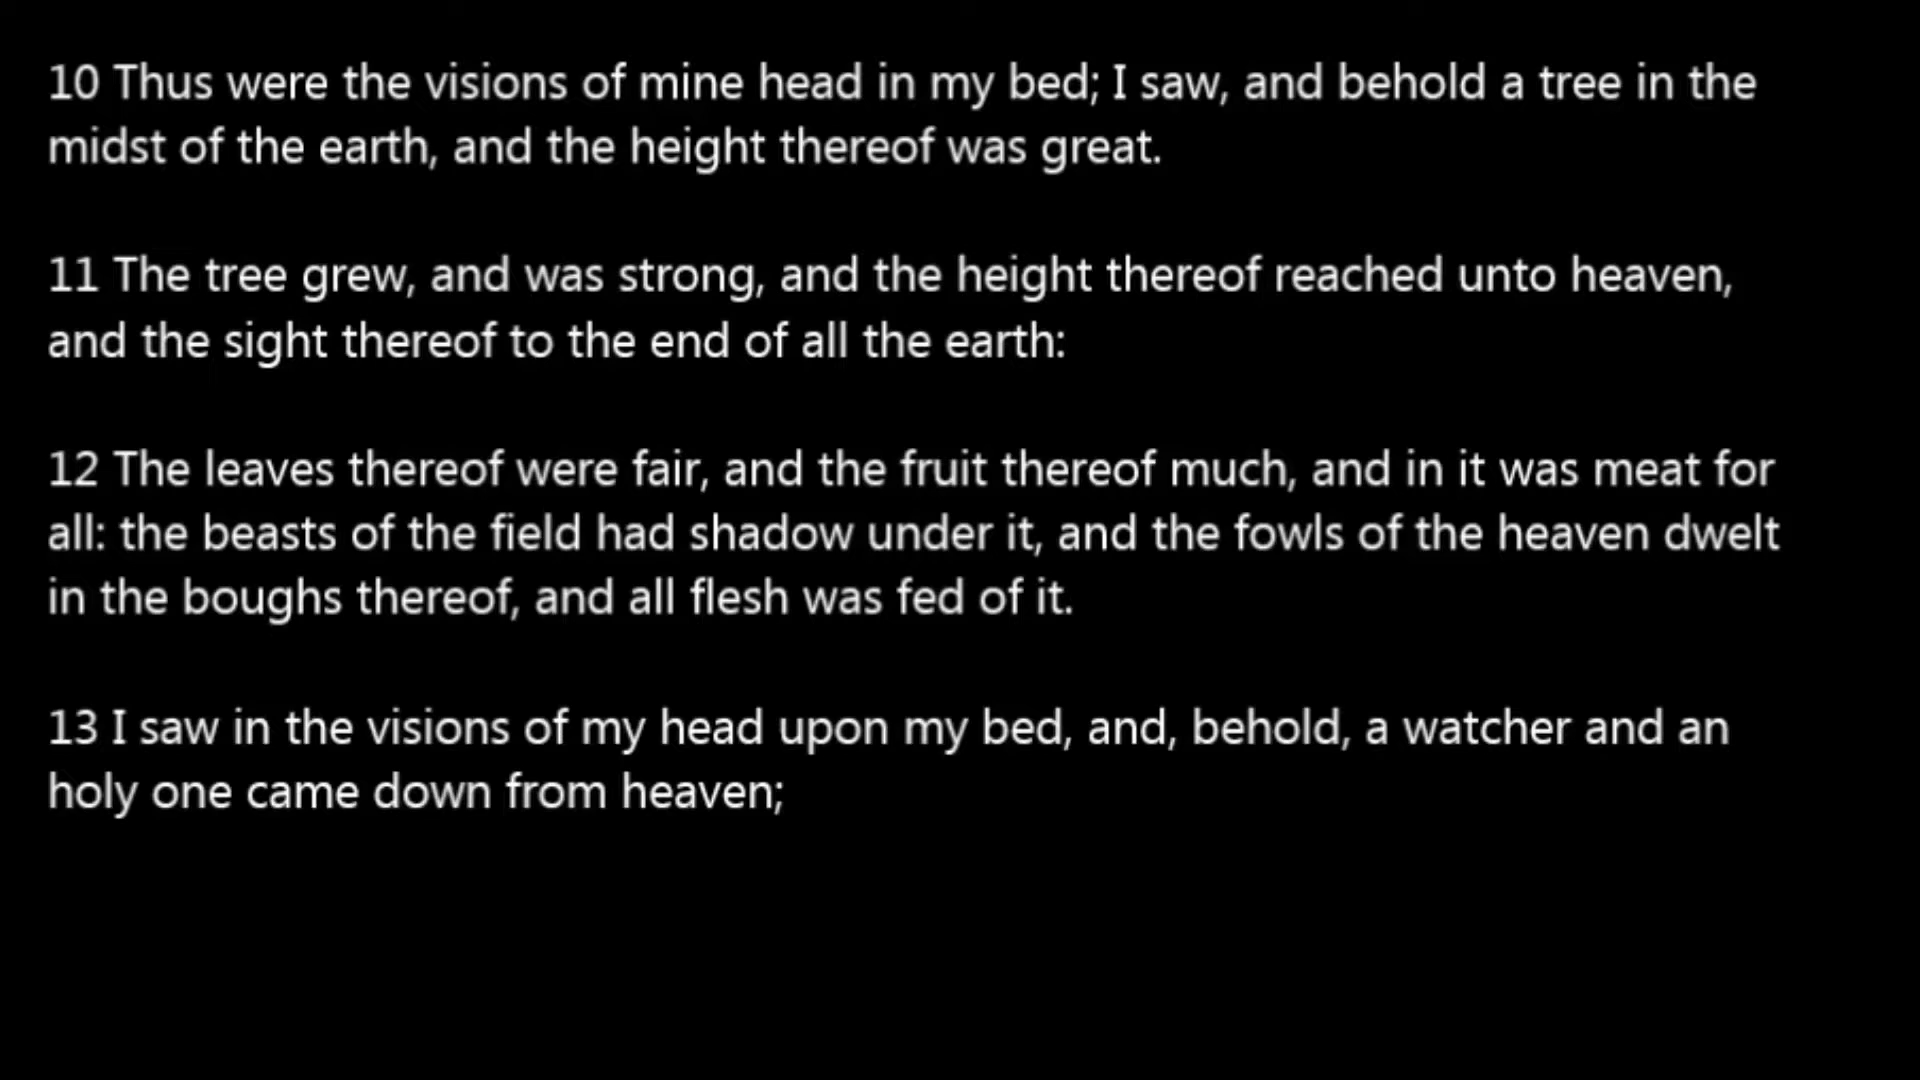 10 Thus were the visions of mine head in my bed; I saw, and behold a tree in the
midst of the earth, and the height thereof was great.
11 The tree grew, and was strong, and the height thereof reached unto heaven,
and the sight thereof to the end of all the earth:
12 The leaves thereof were fair, and the fruit thereof much, and in it was meat for
all: the beasts of the field had shadow under it, and the fowls of the heaven dwelt
in the boughs thereof, and all flesh was fed of it.
13 I saw in the visions of my head upon my bed, and, behold, a watcher and an
holy one came down from heaven;